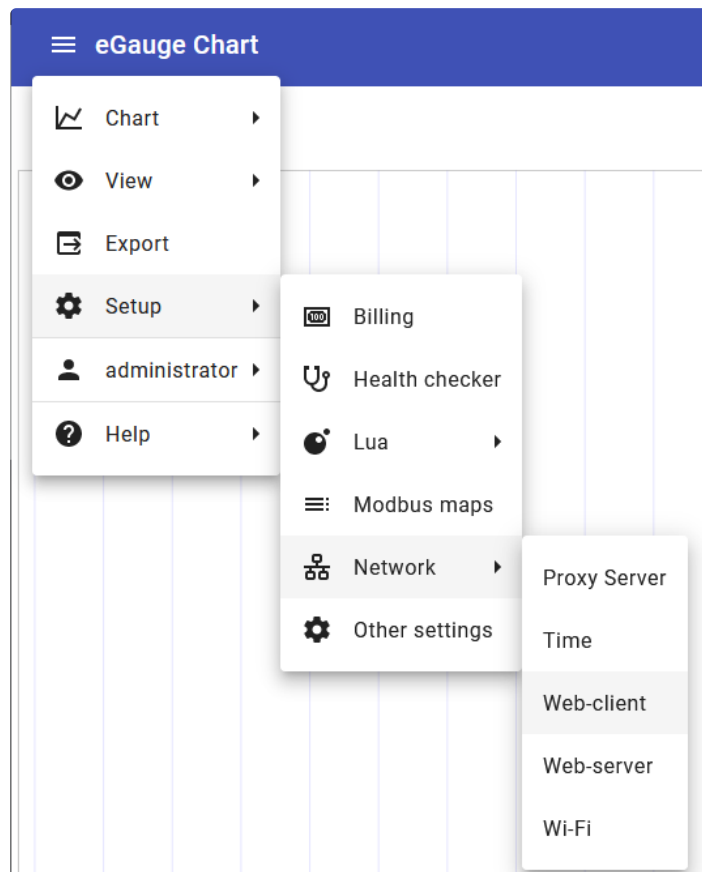 eGauge Chart
Chart
View
Export
Setup
administrator
Help
100
Billing
Health checker
Lua
Modbus maps
Network
Other settings
Proxy Server
Time
Web-client
Web-server
Wi-Fi